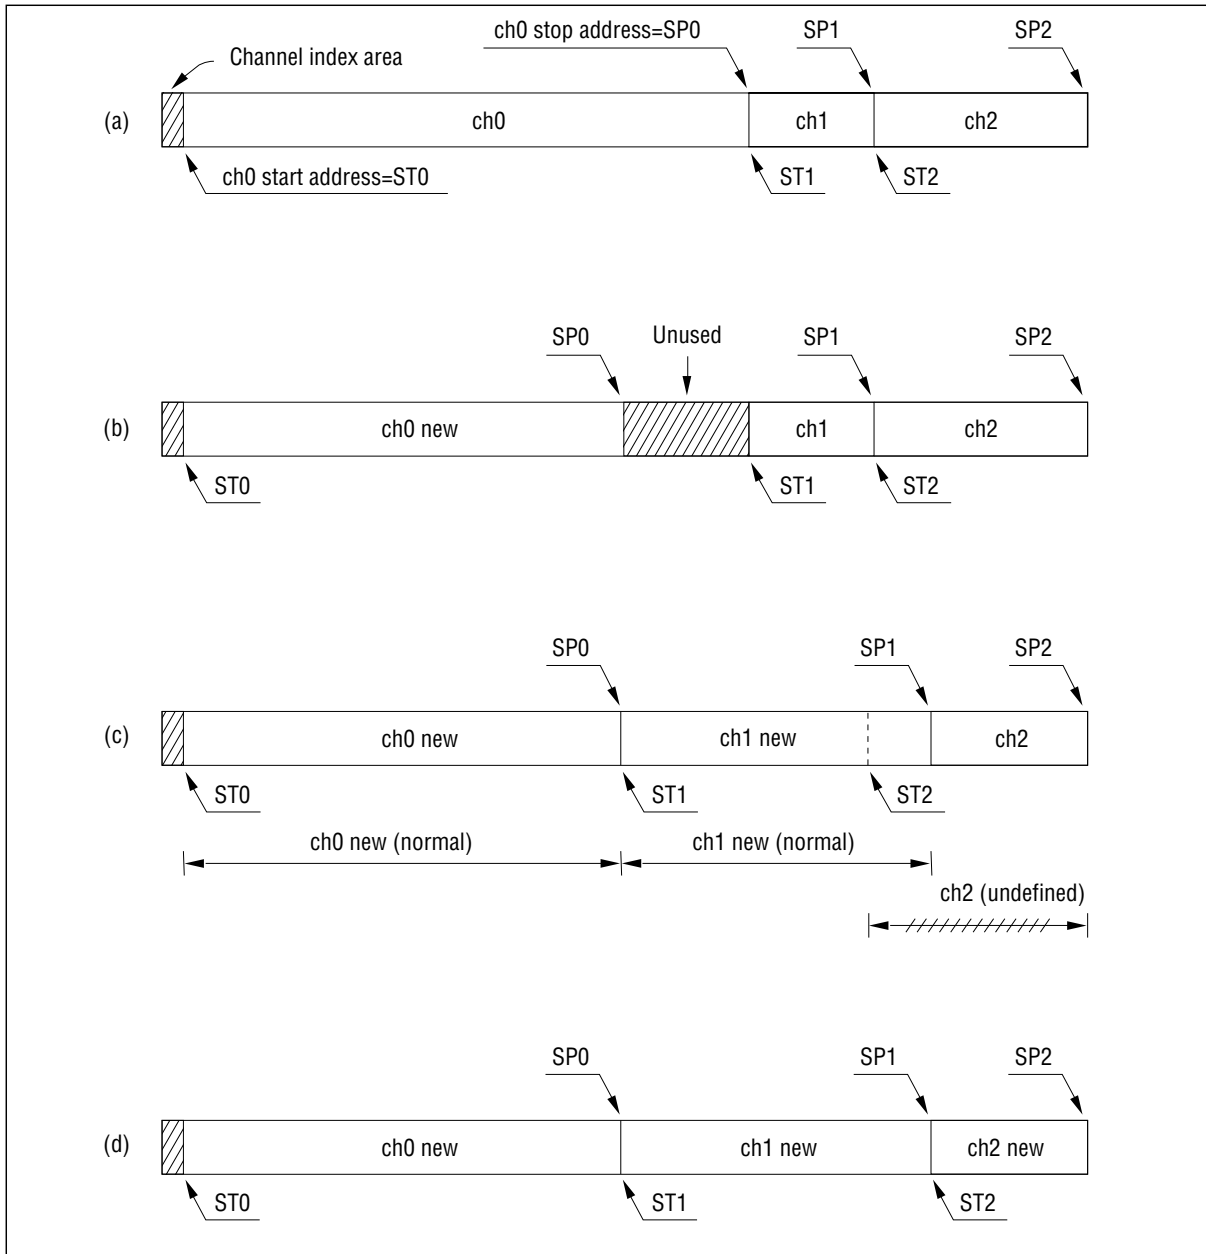 ch0 stop address=SP0 SP1 SP2
Channel index area
(a) ch0 ch1 ch2
ch0 start address=ST0 ST1 ST2
SP0 Unused SP1 SP2
(b) ch0 new ch1 ch2
ST0 ST1 ST2
SP0 SP1 SP2
(c) ch0 new ch1 new ch2
ST0 ST1 ST2
ch0 new (normal) ch1 new (normal)
ch2 (undefined)
SP0 SP1 SP2
(d) ch0 new ch1 new ch2 new
ST0 ST1 ST2